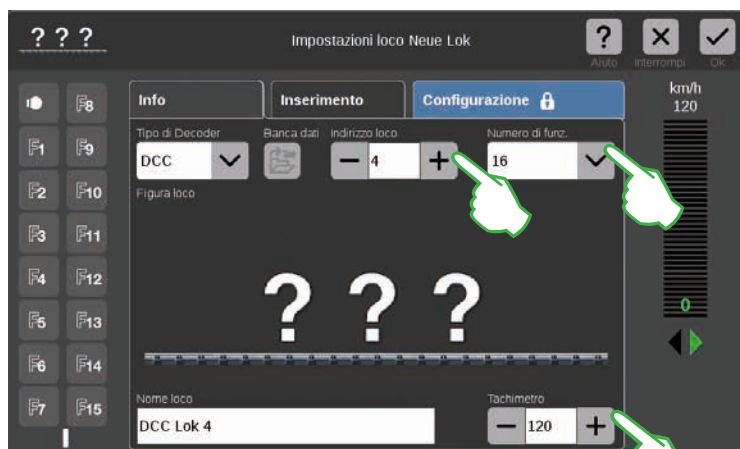 ? ? ?
Impostazioni loco Neue Lok
?
Aiuto
Interrompi
Ok
Info
Inserimento
Configurazione
km/h
120
Tipo di Decoder
Banca dati
Indirizzo loco
Numero di funz.
DCC
4
16
Figura loco
F8
F1
F9
F2
F10
F3
F11
F4
F12
F5
F13
F6
F14
F7
F15
? ? ?
0
Nome loco
Tachimetro
DCC Lok 4
120